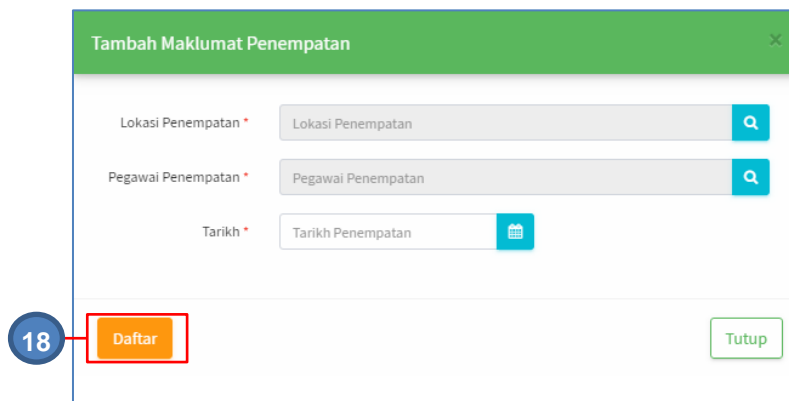 Tambah Maklumat Penempatan ×
Lokasi Penempatan * Lokasi Penempatan
Pegawai Penempatan * Pegawai Penempatan
Tarikh * Tarikh Penempatan
18 Daftar Tutup